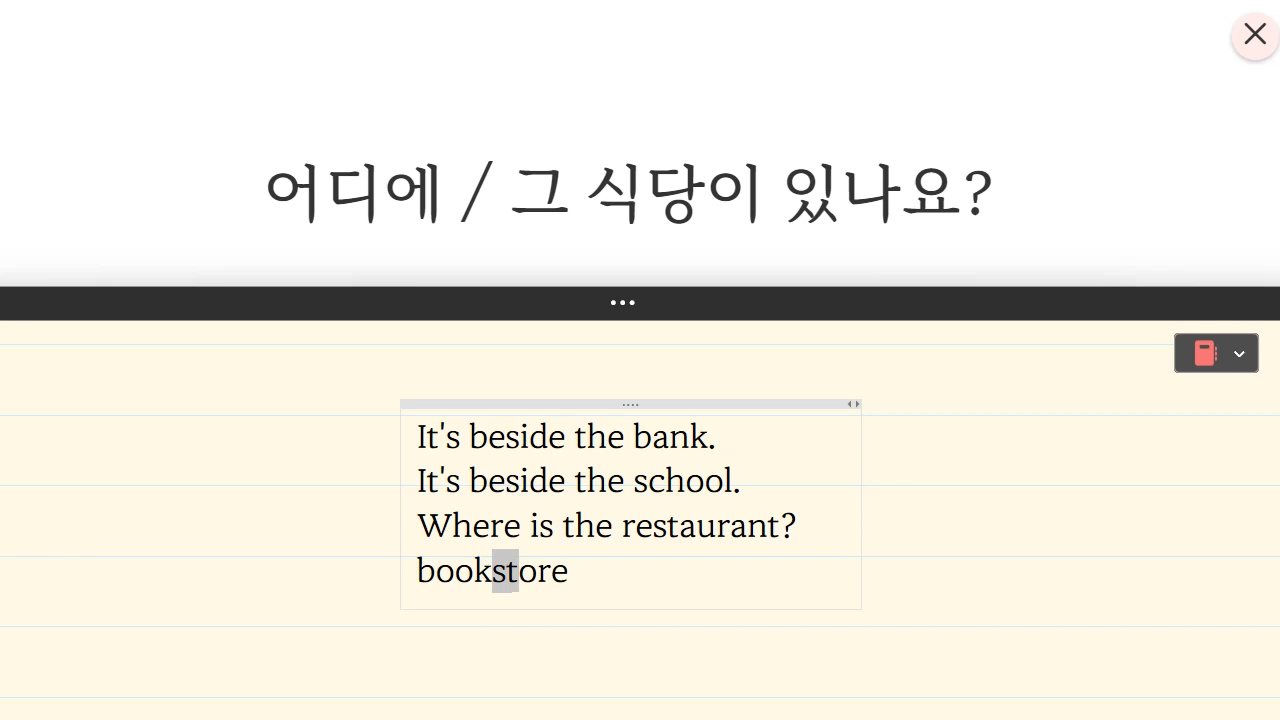 어디에 / 그 식당이 있나요?
It's beside the bank.
It's beside the school.
Where is the restaurant?
bookstore